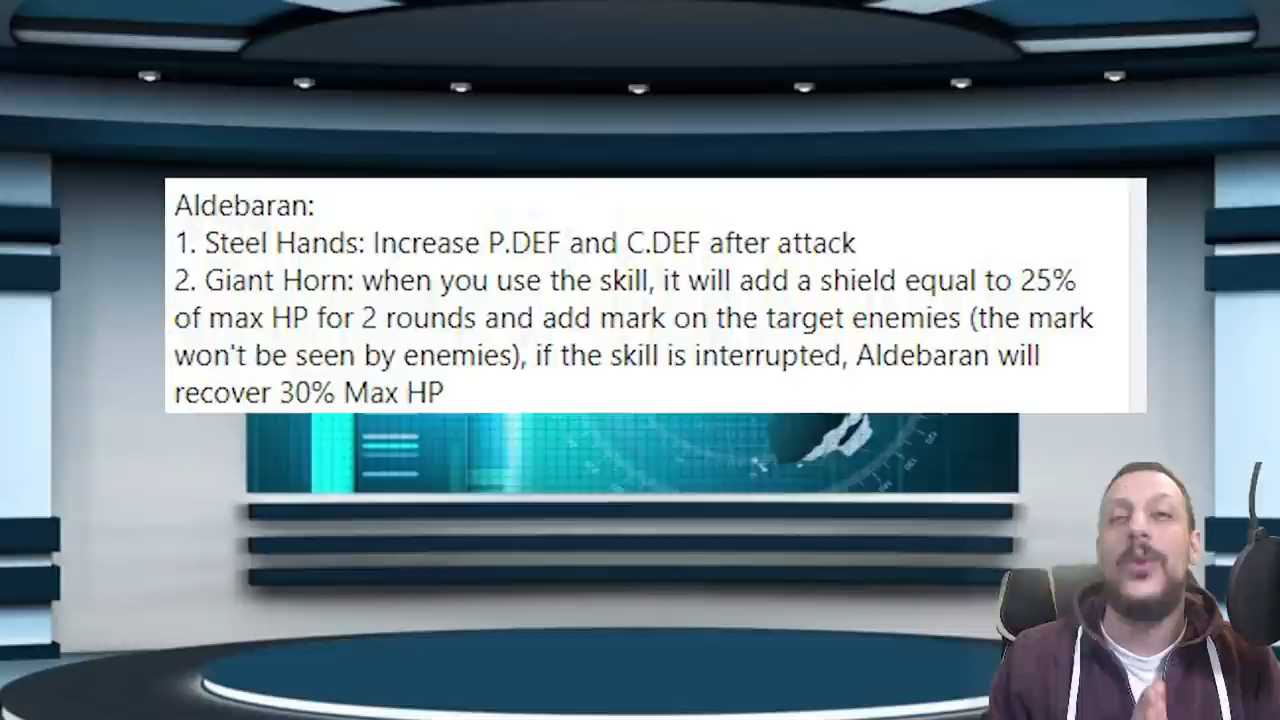 Aldebaran:
1. Steel Hands: Increase P.DEF and C.DEF after attack
2. Giant Horn: when you use the skill, it will add a shield equal to 25%
of max HP for 2 rounds and add mark on the target enemies (the mark
won't be seen by enemies), if the skill is interrupted, Aldebaran will
recover 30% Max HP